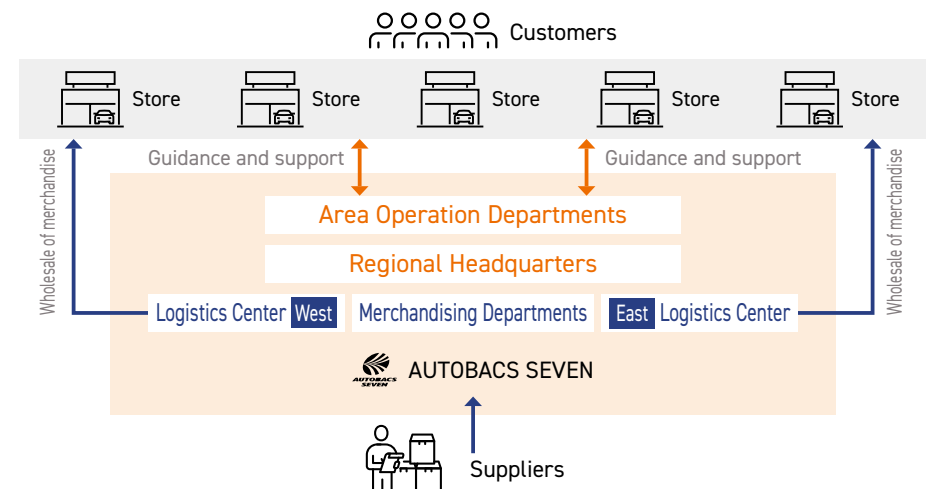 Customers
Store
Store
Store
Store
Store
Guidance and support
Guidance and support
Wholesale of merchandise
Wholesale of merchandise
Area Operation Departments
Regional Headquarters
Logistics Center West
Merchandising Departments
East Logistics Center
AUTOBACS
SEVEN
AUTOBACS SEVEN
Suppliers